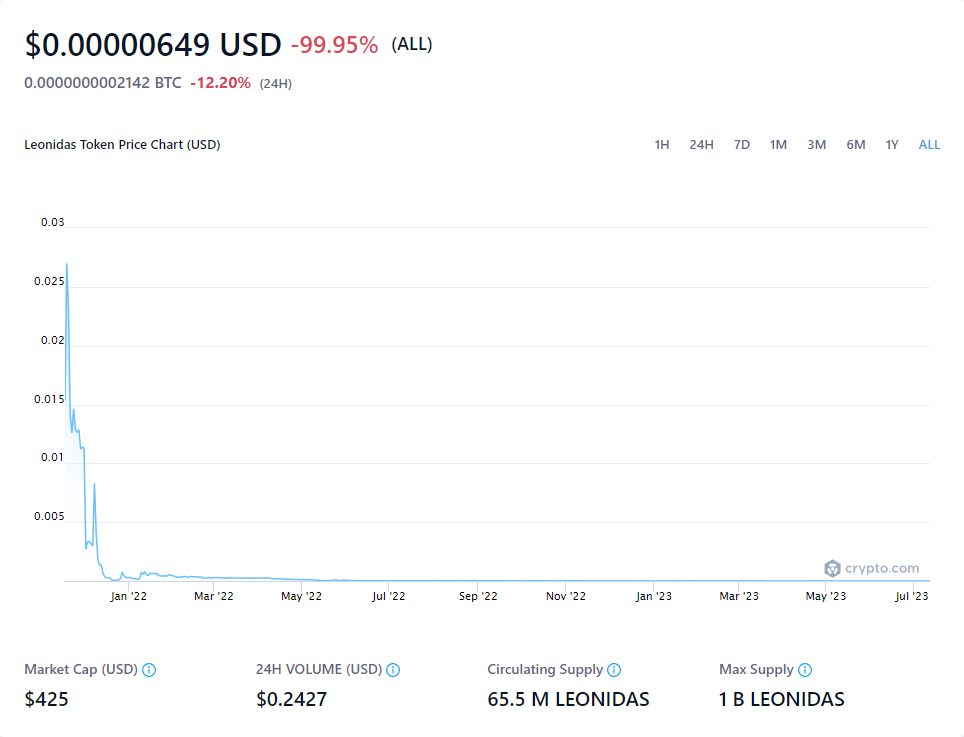 $0.00000649 USD -99.95% (ALL)
0.0000000002142 BTC -12.20% (24H)
Leonidas Token Price Chart (USD) 1H 24H 7D 1M 3M 6M 1Y ALL
0.03
0.025
0.02
0.015
0.01
0.005
crypto.com
Jan '22 Mar '22 May '22 Jul '22 Sep '22 Nov '22 Jan '23 Mar '23 May '23 Jul '23
Market Cap (USD) 24H VOLUME (USD) Circulating Supply Max Supply
$425 $0.2427 65.5 M LEONIDAS 1 B LEONIDAS